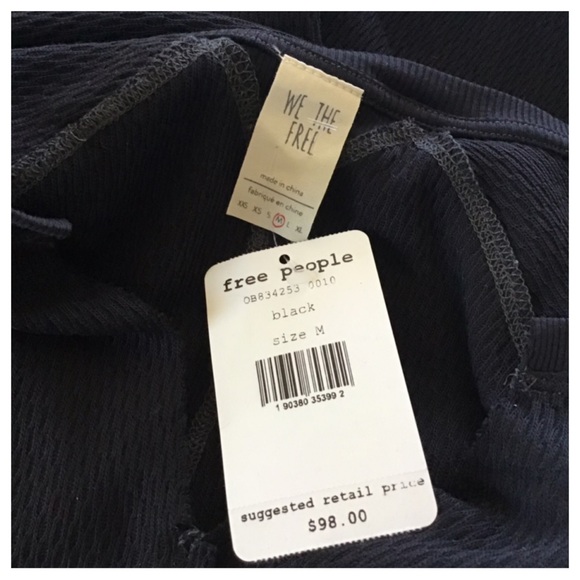 WE THE
FREE
made in china
fabriqué en chine
XXS XS S M L XL
free people
OB834253 0010
black
size M
1 90380 35399 2
suggested retail price
$98.00